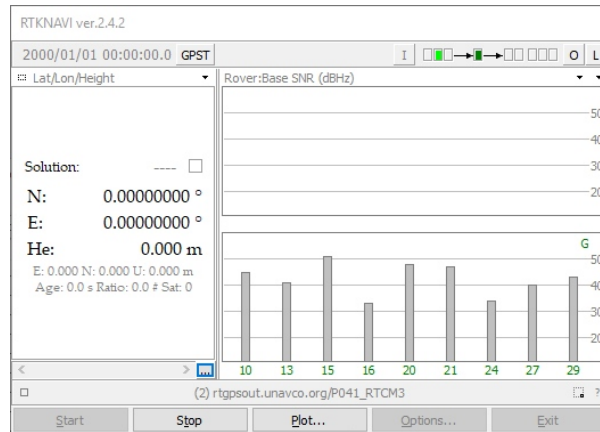 RTKNAVI ver.2.4.2
2000/01/01 00:00:00.0 GPST I O L
Lat/Lon/Height
Rover:Base SNR (dBHz)
50
40
30
20
Solution: ----
N: 0.00000000 °
E: 0.00000000 °
He: 0.000 m
E: 0.000 N: 0.000 U: 0.000 m
Age: 0.0 s Ratio: 0.0 # Sat: 0
G
50
40
30
20
10 13 15 16 20 21 24 27 29
< > ...
(2) rtgpsout.unavco.org/P041_RTCM3 ?
Start Stop Plot... Options... Exit